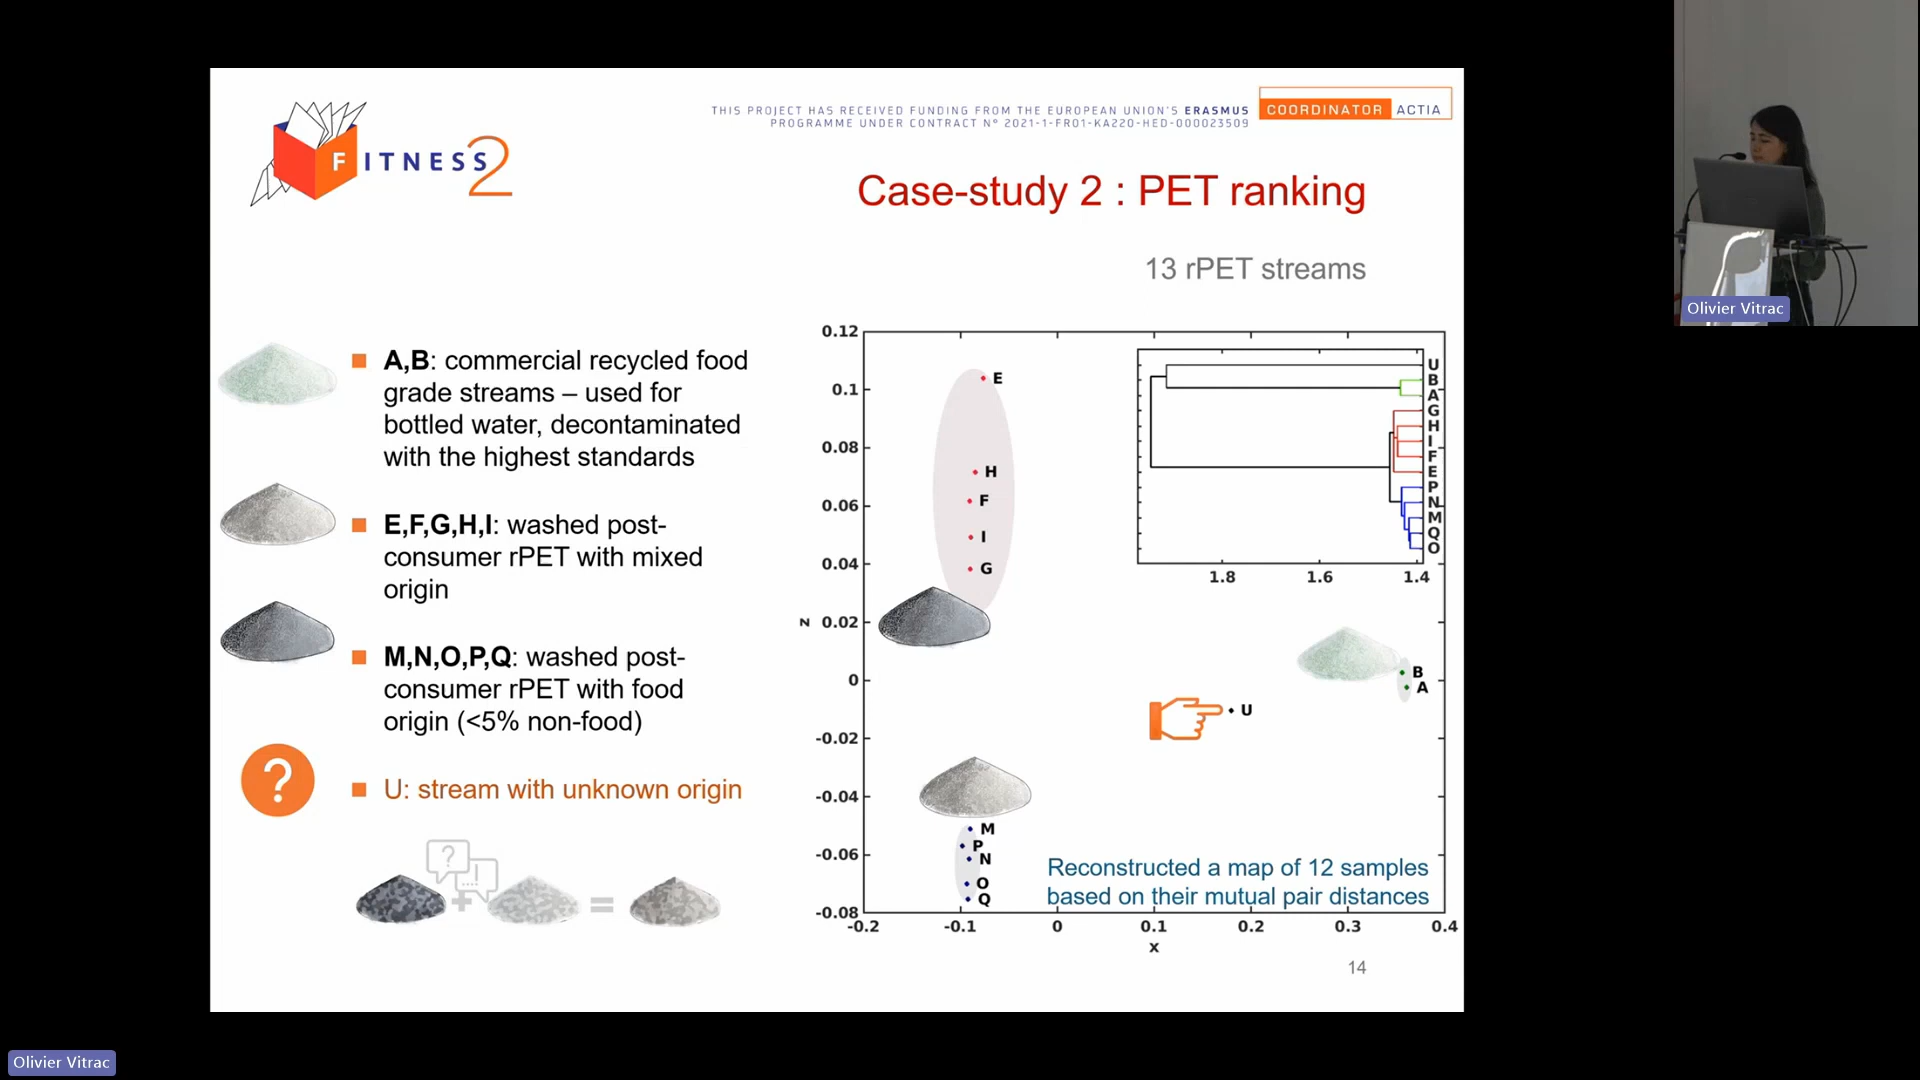 THIS PROJECT HAS RECEIVED FUNDING FROM THE EUROPEAN UNION'S ERASMUS
PROGRAMME UNDER CONTRACT N° 2021-1-FR01-KA220-HED-000023509
COORDINATOR ACTIA
FITNESS 2
Case-study 2 : PET ranking
13 rPET streams
A,B: commercial recycled food
grade streams – used for
bottled water, decontaminated
with the highest standards
E,F,G,H,I: washed post-
consumer rPET with mixed
origin
M,N,O,P,Q: washed post-
consumer rPET with food
origin (<5% non-food)
?
U: stream with unknown origin
?
...!
+
=
0.12
0.1
0.08
0.06
0.04
0.02
0
-0.02
-0.04
-0.06
-0.08
z
E
H
F
I
G
U
B
A
G
H
I
F
E
P
N
M
Q
O
1.8
1.6
1.4
B
A
U
M
P
N
O
Q
Reconstructed a map of 12 samples
based on their mutual pair distances
-0.2
-0.1
0
0.1
0.2
0.3
0.4
x
14
Olivier Vitrac
Olivier Vitrac